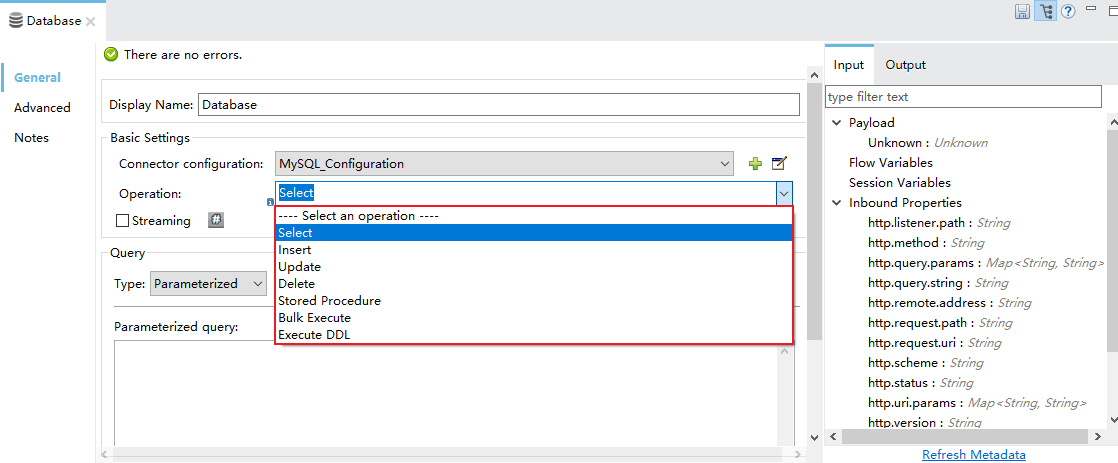 Database
There are no errors.
General
Advanced
Notes
Display Name: Database
Basic Settings
Connector configuration: MySQL_Configuration
Operation: Select
---- Select an operation ----
Select
Insert
Update
Delete
Stored Procedure
Bulk Execute
Execute DDL
Streaming #
Query
Type: Parameterized
Parameterized query:
Input Output
type filter text
Payload
Unknown : Unknown
Flow Variables
Session Variables
Inbound Properties
http.listener.path : String
http.method : String
http.query.params : Map<String, String>
http.query.string : String
http.remote.address : String
http.request.path : String
http.request.uri : String
http.scheme : String
http.status : String
http.uri.params : Map<String, String>
http.version : String
Refresh Metadata